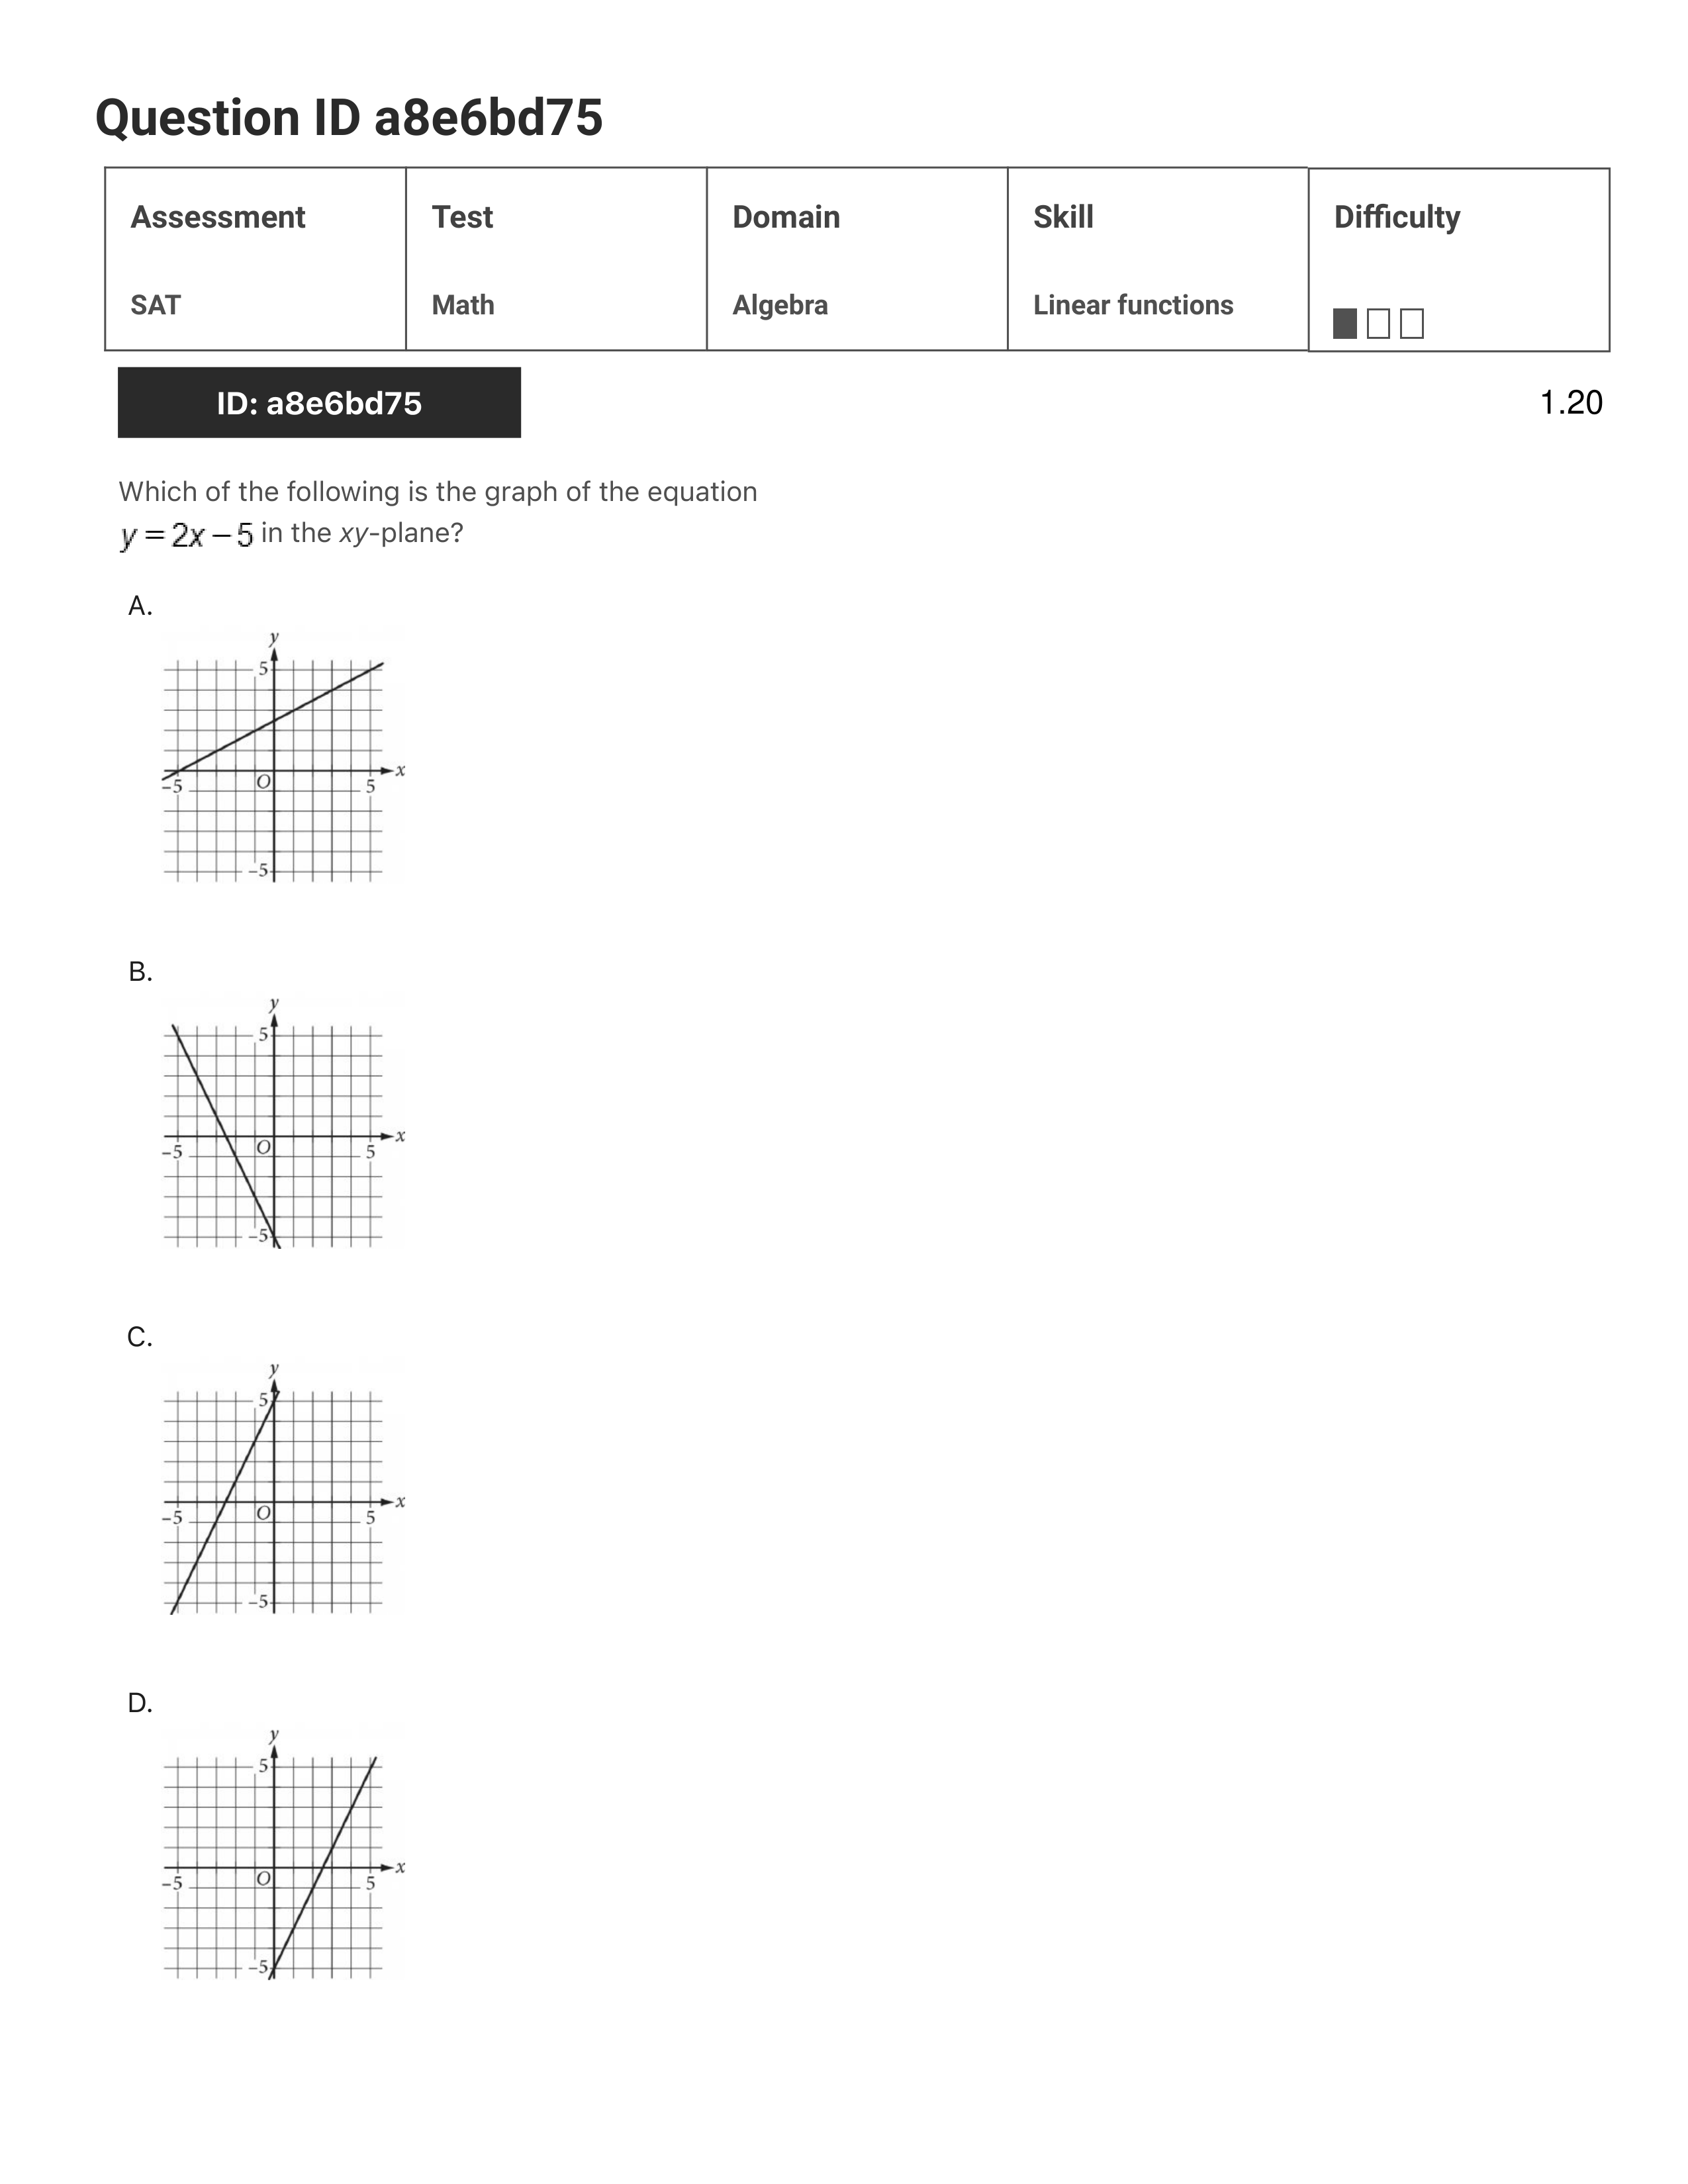 Question ID a8e6bd75
Assessment Test Domain Skill Difficulty
SAT Math Algebra Linear functions
ID: a8e6bd75 1.20
Which of the following is the graph of the equation
y = 2x − 5 in the xy-plane?
A.
y
5
x
−5 O 5
−5
B.
y
5
x
−5 O 5
−5
C.
y
5
x
−5 O 5
−5
D.
y
5
x
−5 O 5
−5